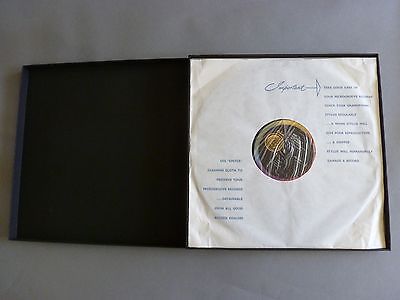 Important
TAKE GOOD CARE OF
YOUR MICROGROOVE RECORDS
CHECK YOUR GRAMOPHONE
STYLUS REGULARLY
... A WORN STYLUS WILL
GIVE POOR REPRODUCTION
... A CHIPPED
STYLUS WILL PERMANENTLY
DAMAGE A RECORD
USE "EMITEX"
CLEANING CLOTH TO
PRESERVE YOUR
MICROGROOVE RECORDS
... OBTAINABLE
FROM ALL GOOD
RECORD DEALERS